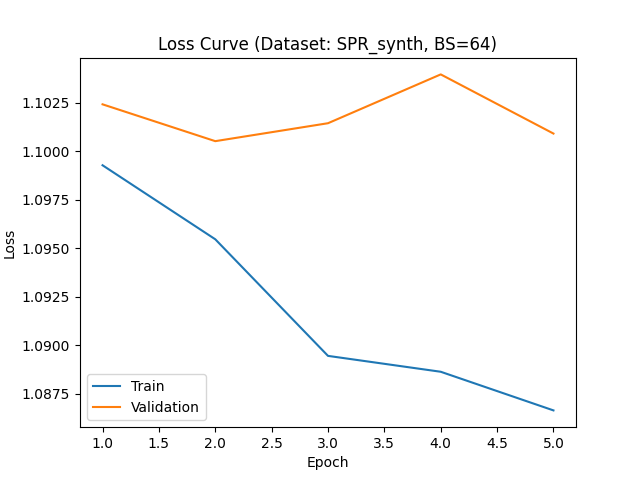 Loss Curve (Dataset: SPR_synth, BS=64)
1.1025
1.1000
1.0975
1.0950
1.0925
1.0900
1.0875
Loss
Train
Validation
1.0 1.5 2.0 2.5 3.0 3.5 4.0 4.5 5.0
Epoch